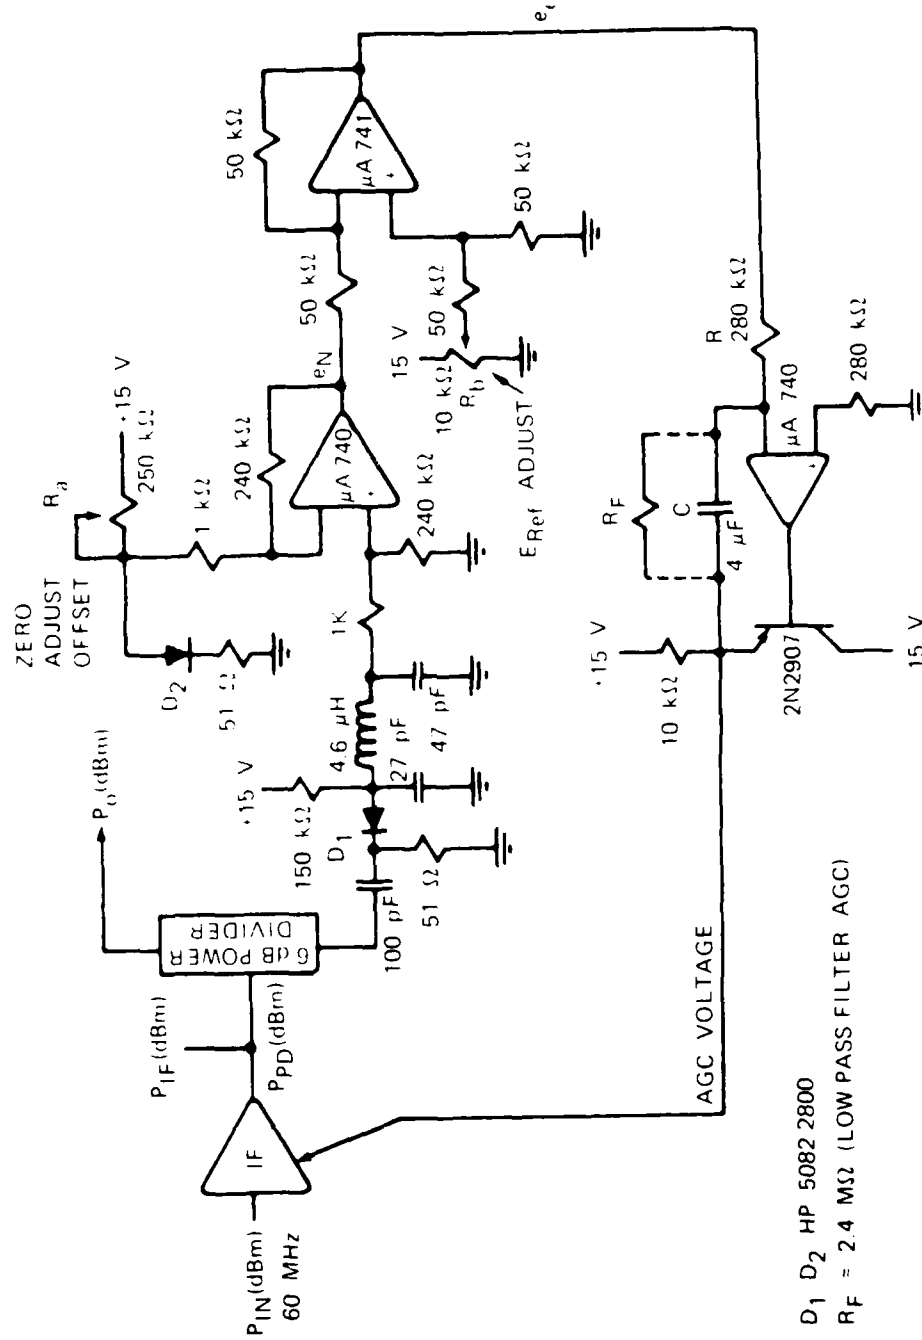 ZERO
ADJUST
OFFSET
R_a
+15 V
250 kΩ
1 kΩ
D_2
51 Ω
240 kΩ
e_N
μA 740
+
240 kΩ
50 kΩ
50 kΩ
μA 741
+
50 kΩ
50 kΩ
15 V
10 kΩ
R_b
E_Ref ADJUST
P_o(dBm)
6 dB POWER
DIVIDER
P_IF(dBm)
P_PD(dBm)
IF
P_IN(dBm)
60 MHz
100 pF
51 Ω
D_1
150 kΩ
+15 V
4.6 μH
27 pF
47 pF
1K
R
280 kΩ
μA 740
+
280 kΩ
R_F
C
4 μF
+15 V
10 kΩ
2N2907
15 V
AGC VOLTAGE
D_1 D_2 HP 5082 2800
R_F = 2.4 MΩ (LOW PASS FILTER AGC)